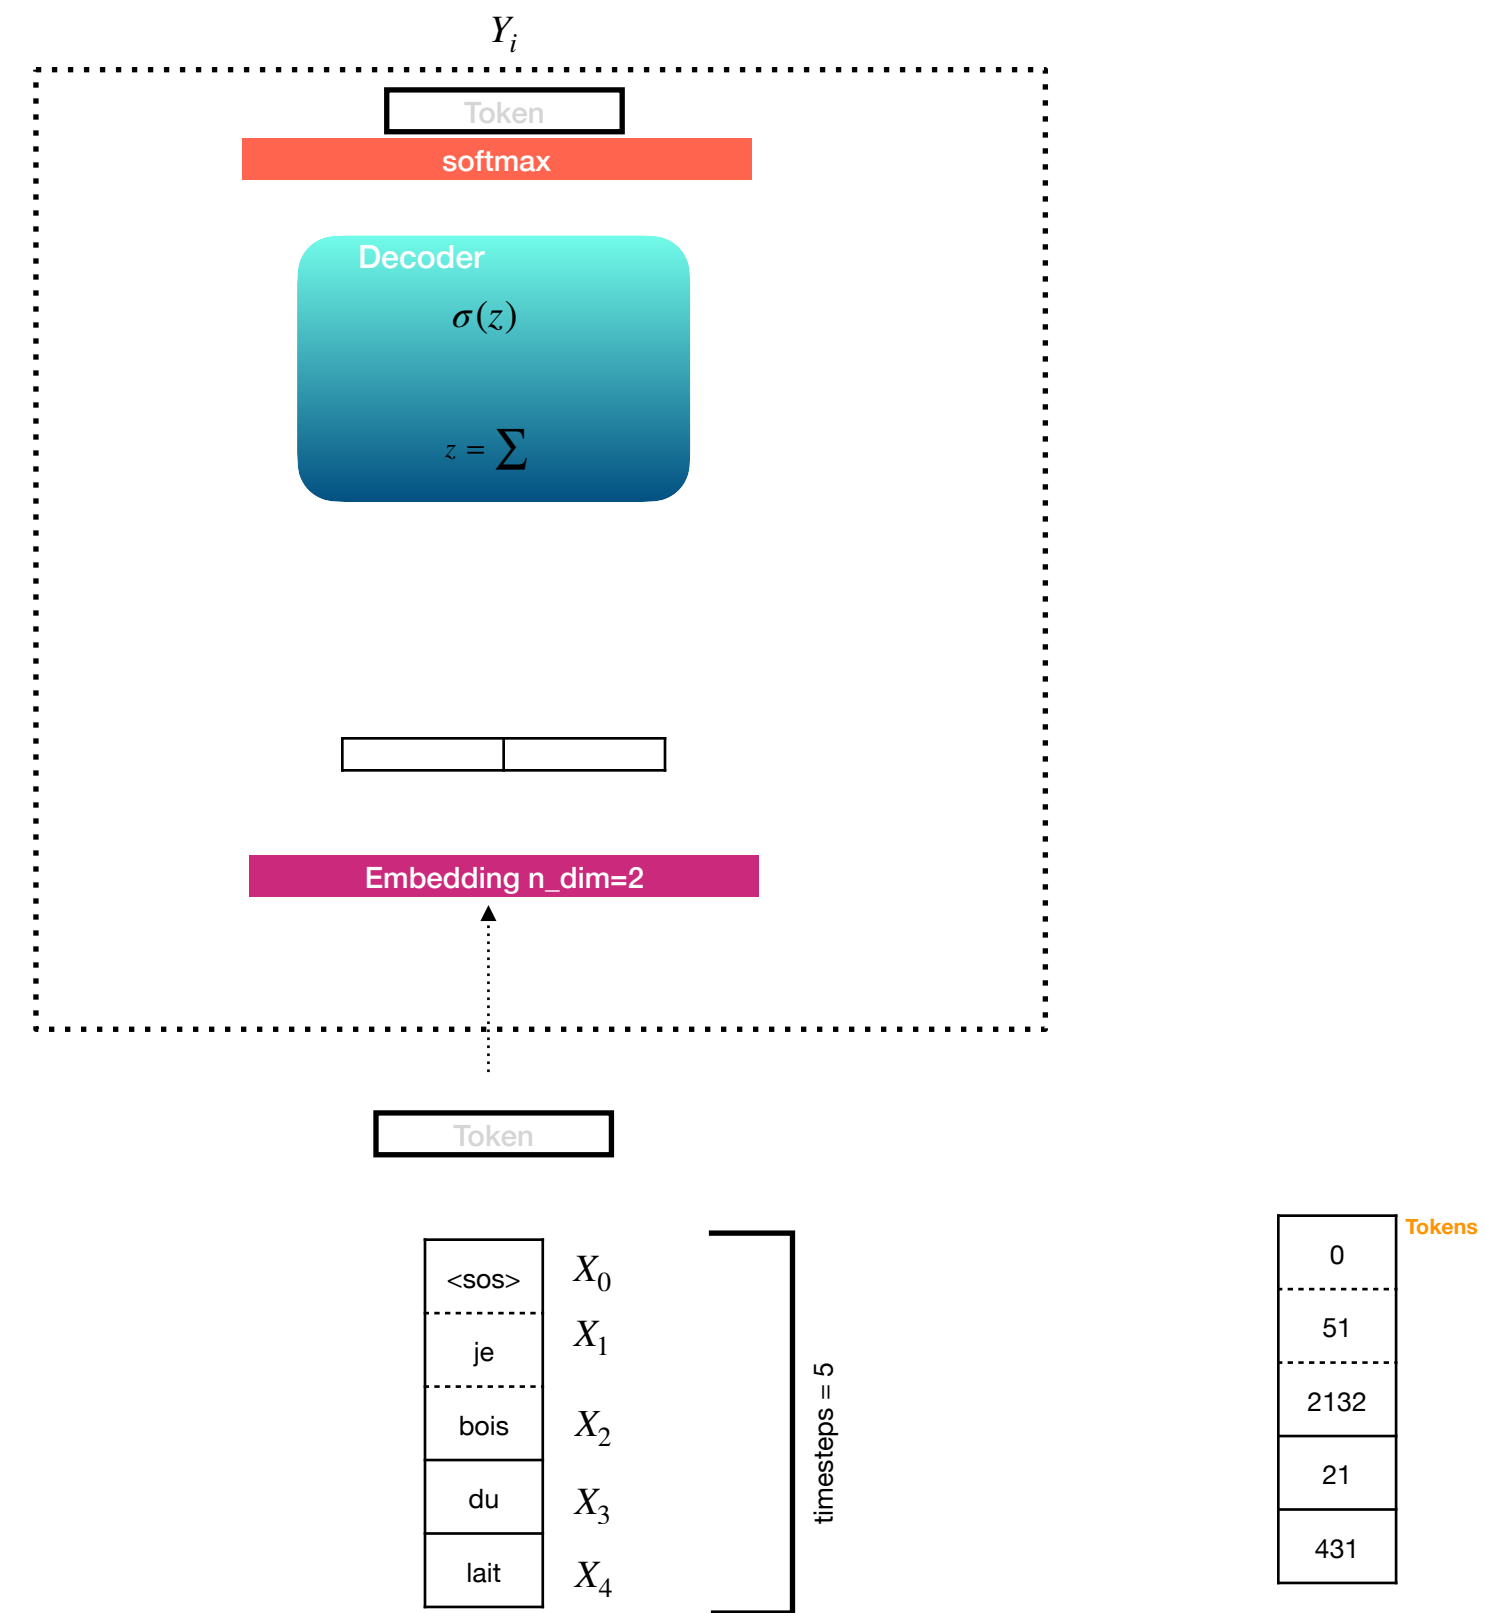 Y_i
Token
softmax
Decoder
σ(z)
z = ∑
Embedding n_dim=2
Token
<sos> X_0
je X_1
bois X_2
du X_3
lait X_4
timesteps = 5
Tokens
0
51
2132
21
431